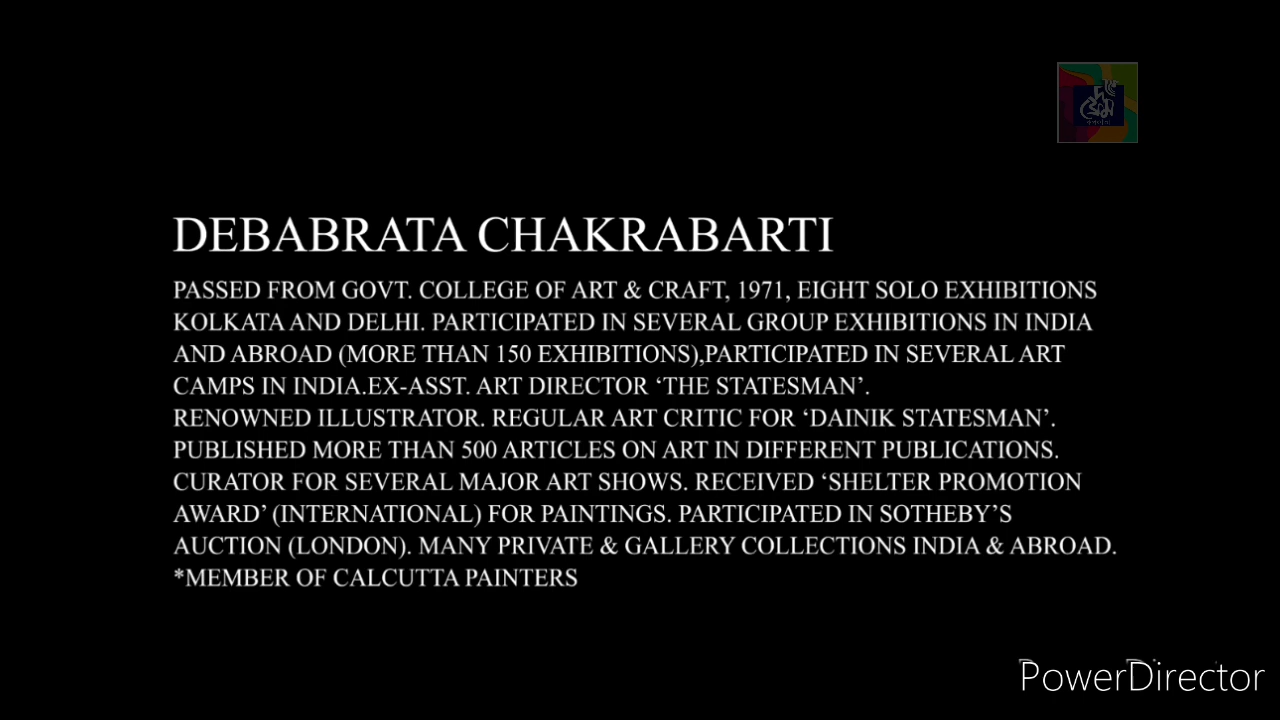 DEBABRATA CHAKRABARTI
PASSED FROM GOVT. COLLEGE OF ART & CRAFT, 1971, EIGHT SOLO EXHIBITIONS
KOLKATA AND DELHI. PARTICIPATED IN SEVERAL GROUP EXHIBITIONS IN INDIA
AND ABROAD (MORE THAN 150 EXHIBITIONS),PARTICIPATED IN SEVERAL ART
CAMPS IN INDIA.EX-ASST. ART DIRECTOR ‘THE STATESMAN’.
RENOWNED ILLUSTRATOR. REGULAR ART CRITIC FOR ‘DAINIK STATESMAN’.
PUBLISHED MORE THAN 500 ARTICLES ON ART IN DIFFERENT PUBLICATIONS.
CURATOR FOR SEVERAL MAJOR ART SHOWS. RECEIVED ‘SHELTER PROMOTION
AWARD’ (INTERNATIONAL) FOR PAINTINGS. PARTICIPATED IN SOTHEBY’S
AUCTION (LONDON). MANY PRIVATE & GALLERY COLLECTIONS INDIA & ABROAD.
*MEMBER OF CALCUTTA PAINTERS
PowerDirector